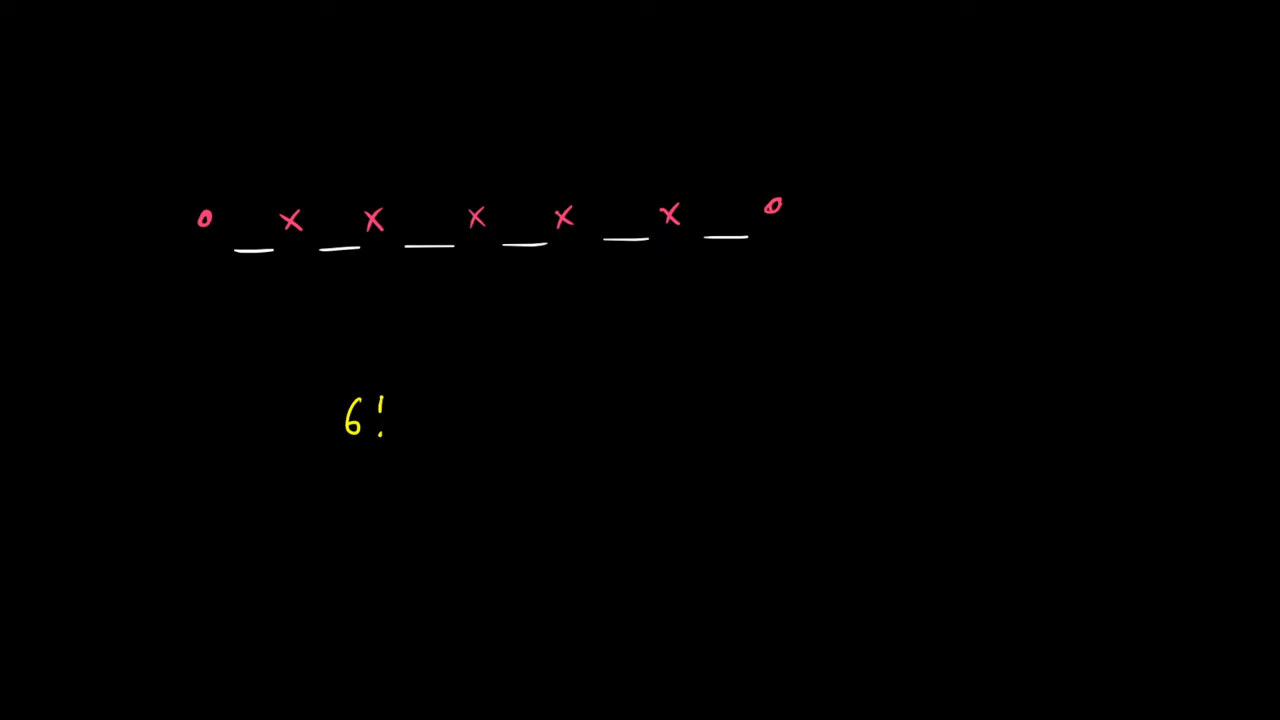 o _ x _ x _ x _ x _ x _ o
6!